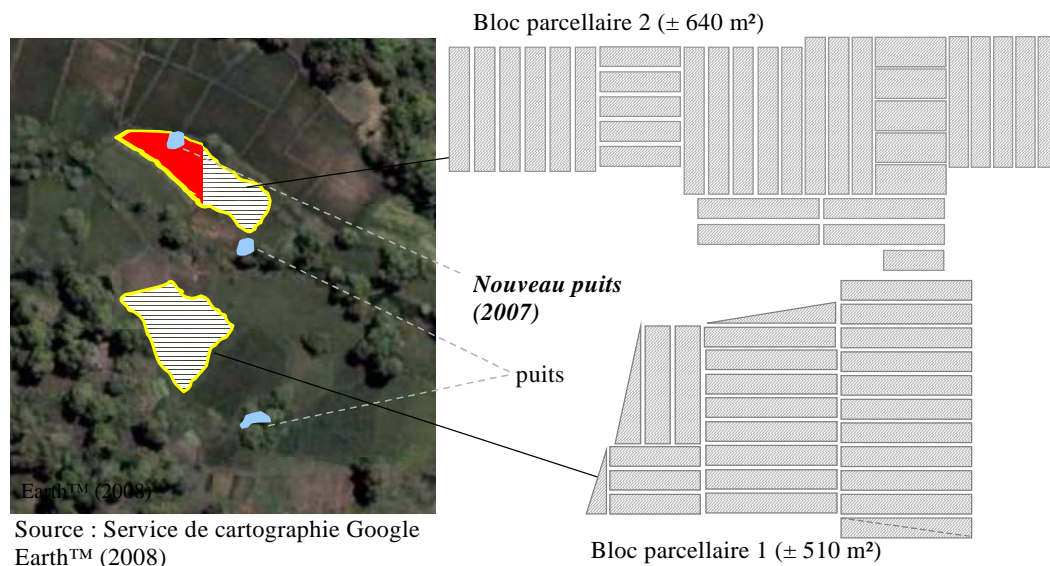 Bloc parcellaire 2 (± 640 m²)
Nouveau puits
(2007)
puits
Earth™ (2008)
Source : Service de cartographie Google
Earth™ (2008)
Bloc parcellaire 1 (± 510 m²)